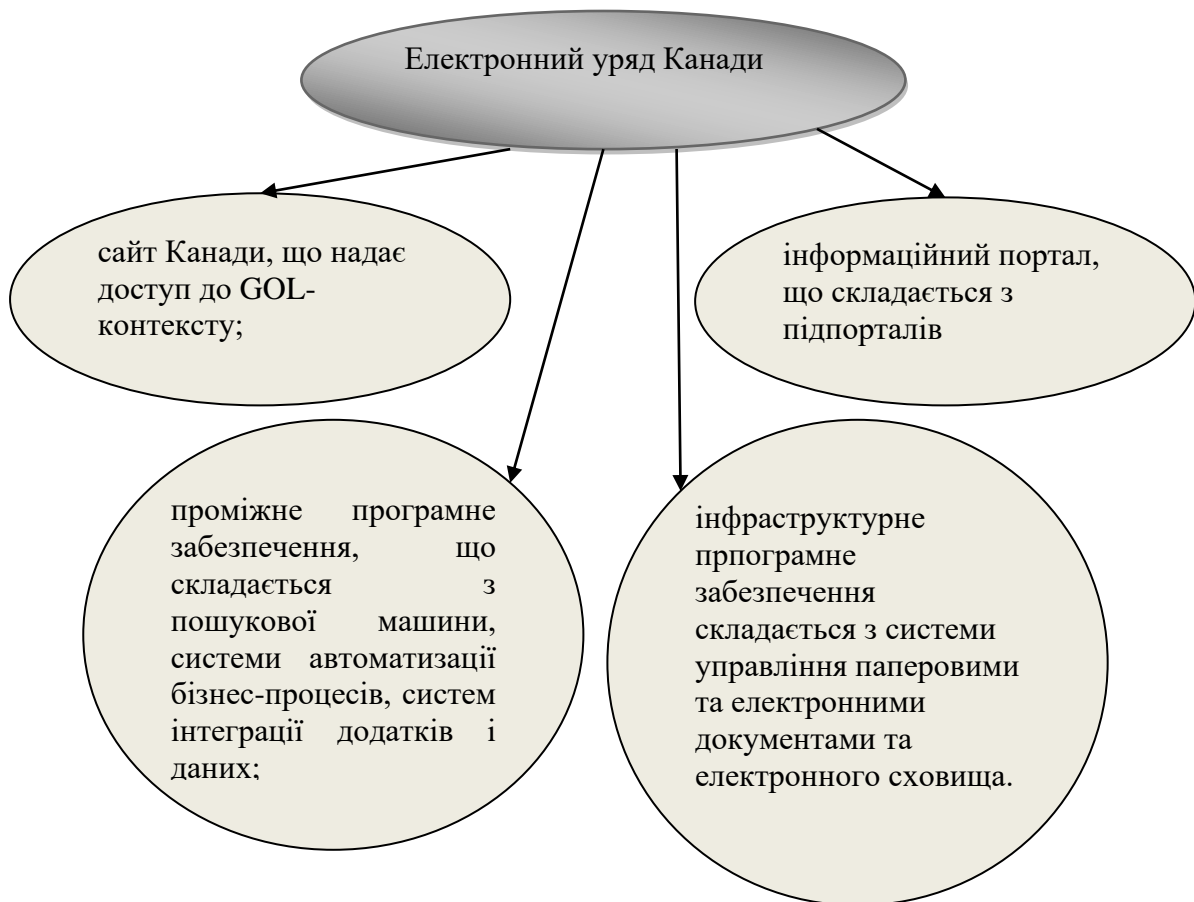 Електронний уряд Канади
сайт Канади, що надає
доступ до GOL-
контексту;
інформаційний портал,
що складається з
підпорталів
проміжне програмне
забезпечення, що
складається з
пошукової машини,
системи автоматизації
бізнес-процесів, систем
інтеграції додатків і
даних;
інфраструктурне
прпограмне
забезпечення
складається з системи
управління паперовими
та електронними
документами та
електронного сховища.